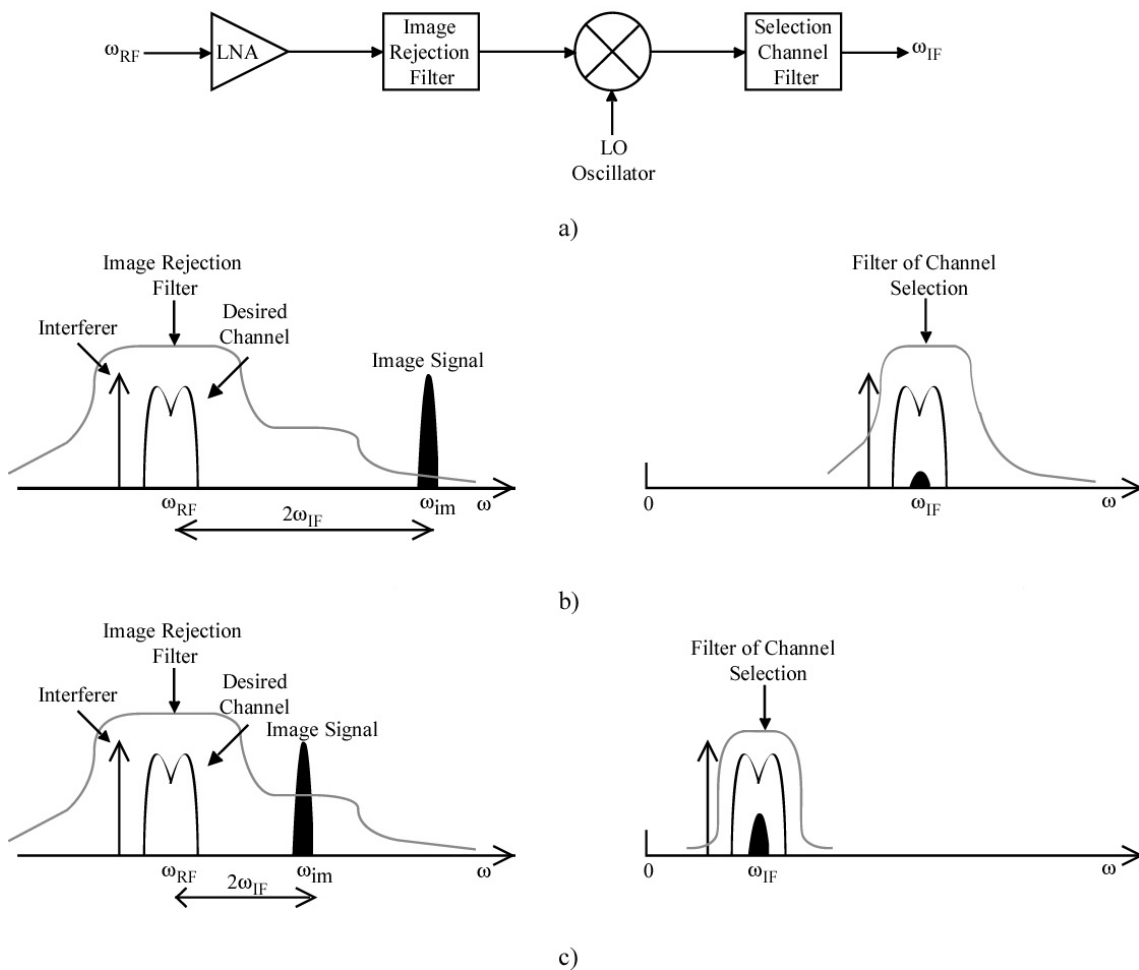 ωRF
LNA
Image
Rejection
Filter
Selection
Channel
Filter
ωIF
LO
Oscillator
a)
Image Rejection
Filter
Interferer
Desired
Channel
Image Signal
ωRF
ωim
ω
2ωIF
Filter of Channel
Selection
0
ωIF
ω
b)
Image Rejection
Filter
Interferer
Desired
Channel
Image Signal
ωRF
ωim
ω
2ωIF
Filter of Channel
Selection
0
ωIF
ω
c)